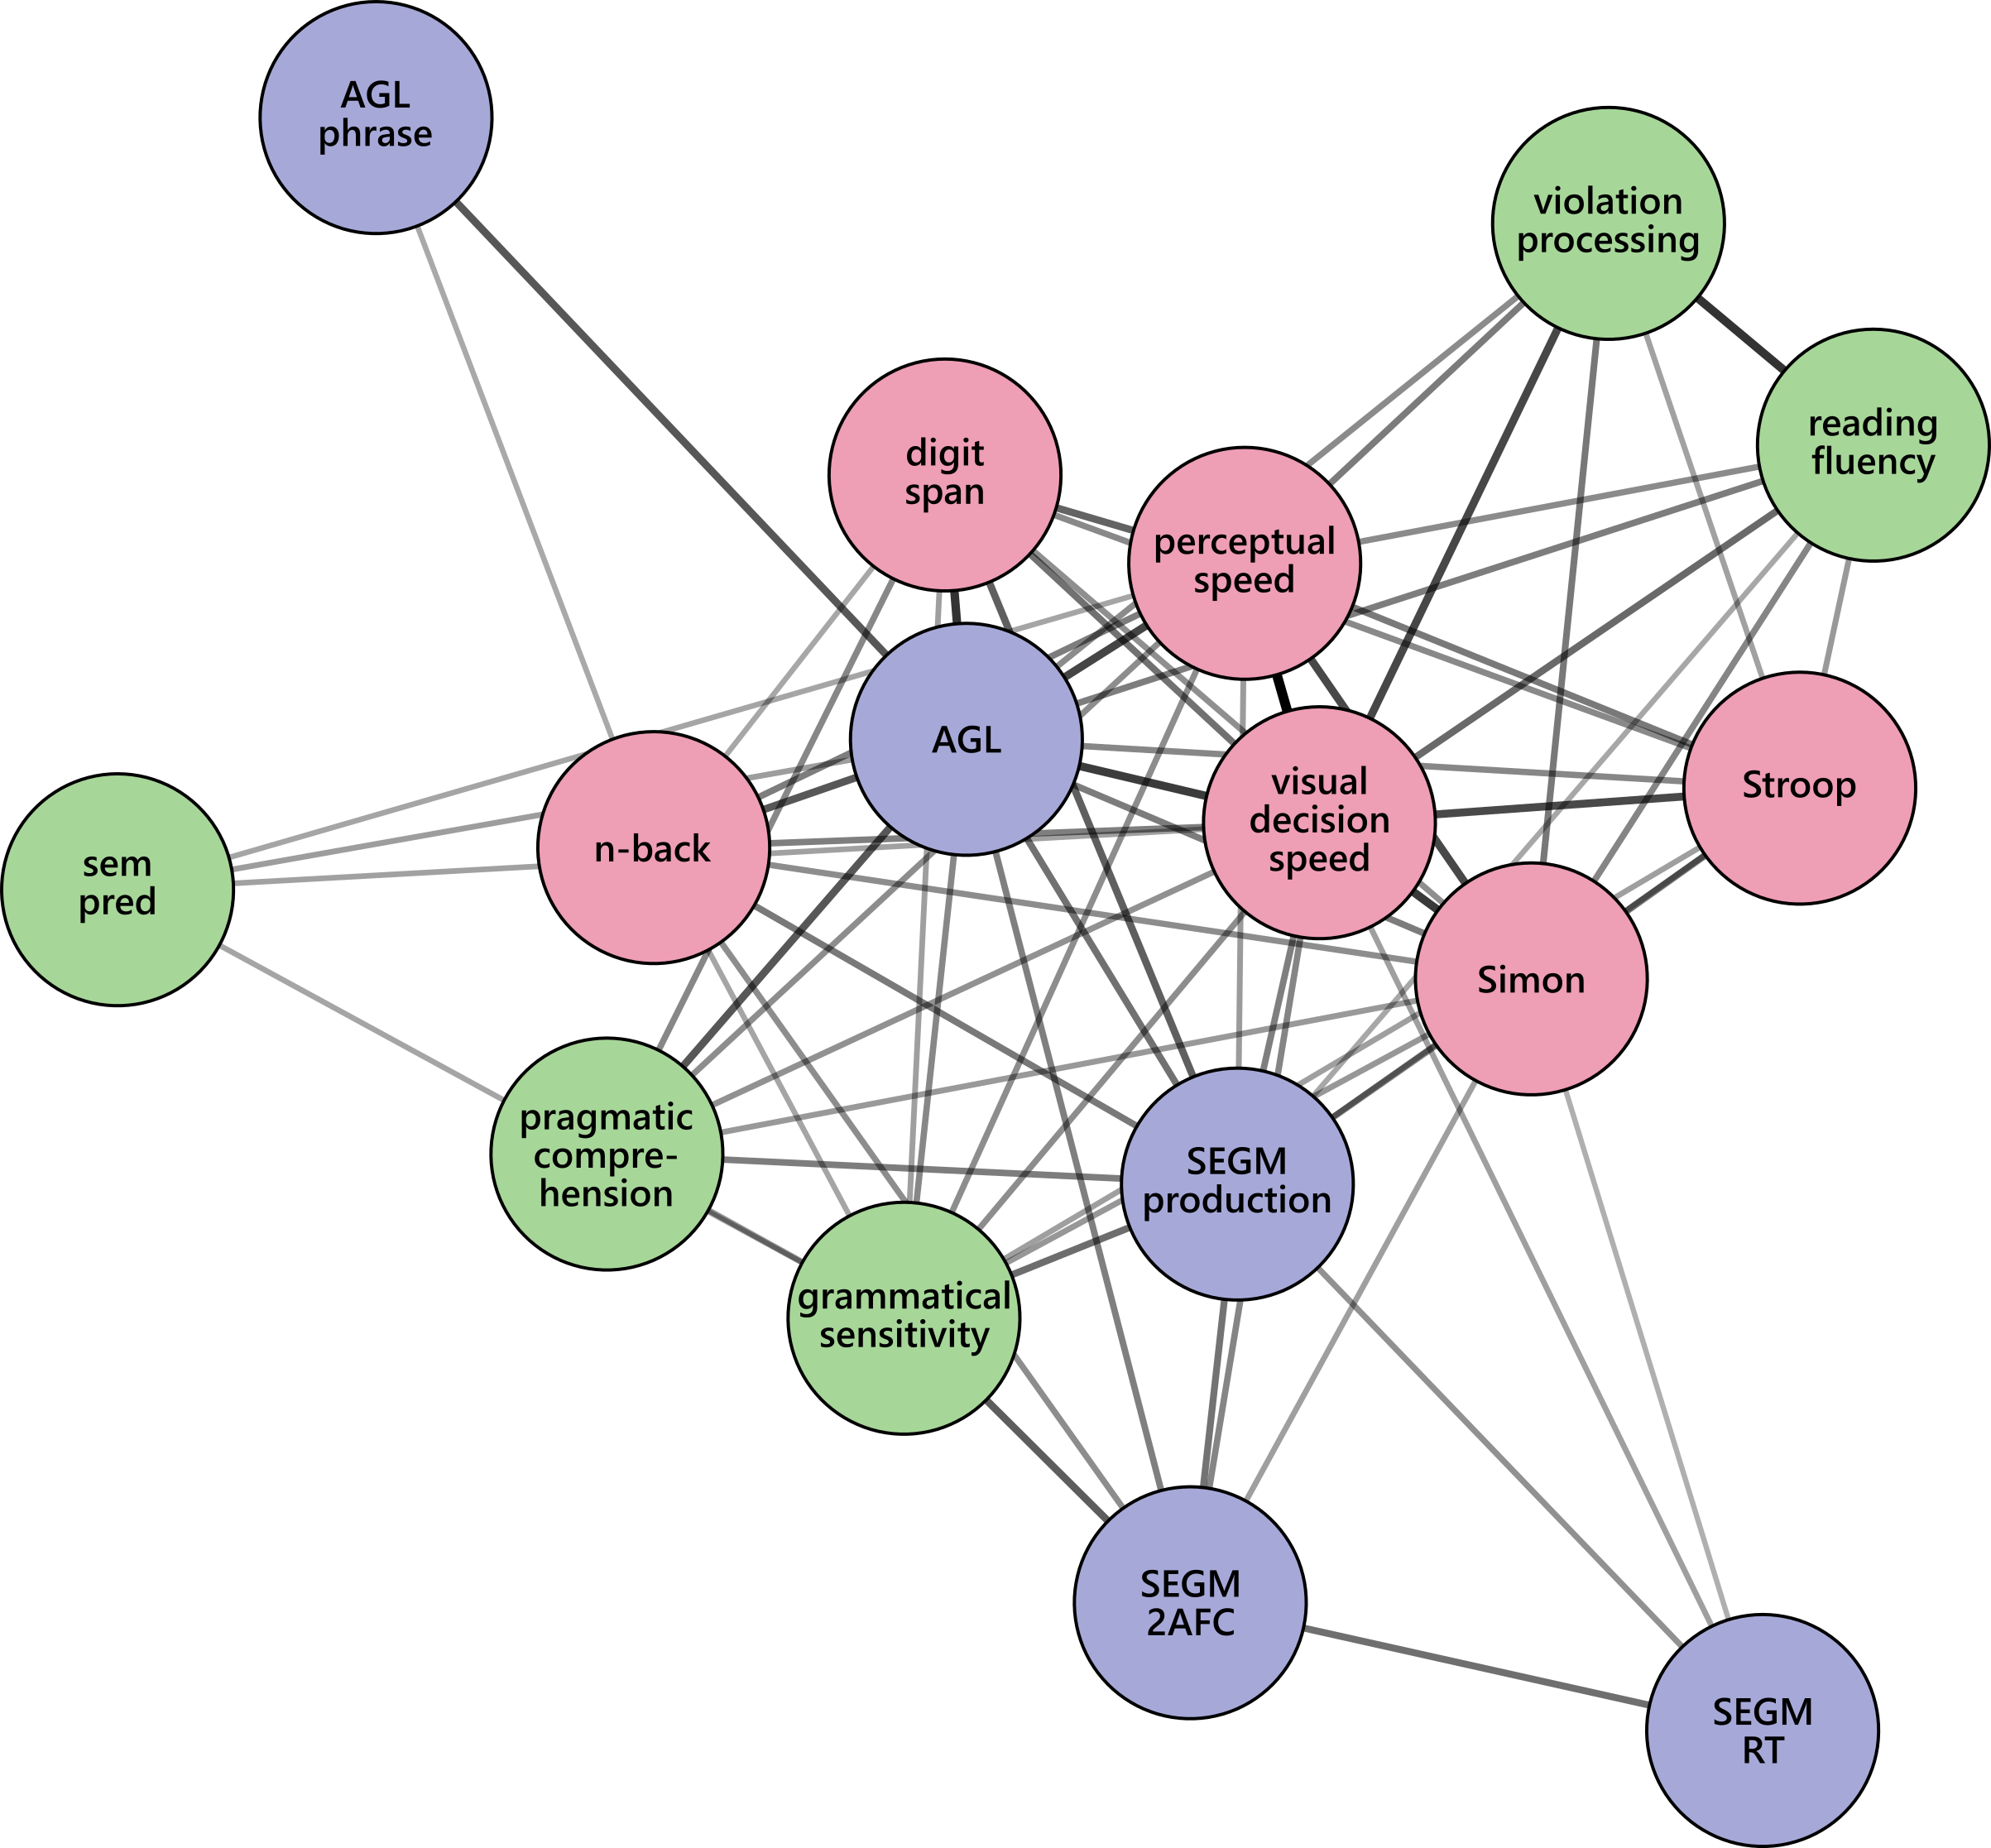 AGL
phrase
violation
processing
reading
fluency
digit
span
perceptual
speed
AGL
visual
decision
speed
Stroop
n-back
sem
pred
Simon
pragmatic
compre-
hension
SEGM
production
grammatical
sensitivity
SEGM
2AFC
SEGM
RT